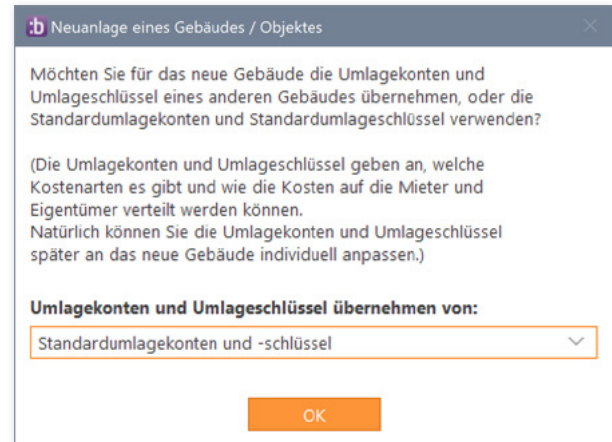 :b Neuanlage eines Gebäudes / Objektes
Möchten Sie für das neue Gebäude die Umlagekonten und
Umlageschlüssel eines anderen Gebäudes übernehmen, oder die
Standardumlagekonten und Standardumlageschlüssel verwenden?
(Die Umlagekonten und Umlageschlüssel geben an, welche
Kostenarten es gibt und wie die Kosten auf die Mieter und
Eigentümer verteilt werden können.
Natürlich können Sie die Umlagekonten und Umlageschlüssel
später an das neue Gebäude individuell anpassen.)
Umlagekonten und Umlageschlüssel übernehmen von:
Standardumlagekonten und -schlüssel
OK